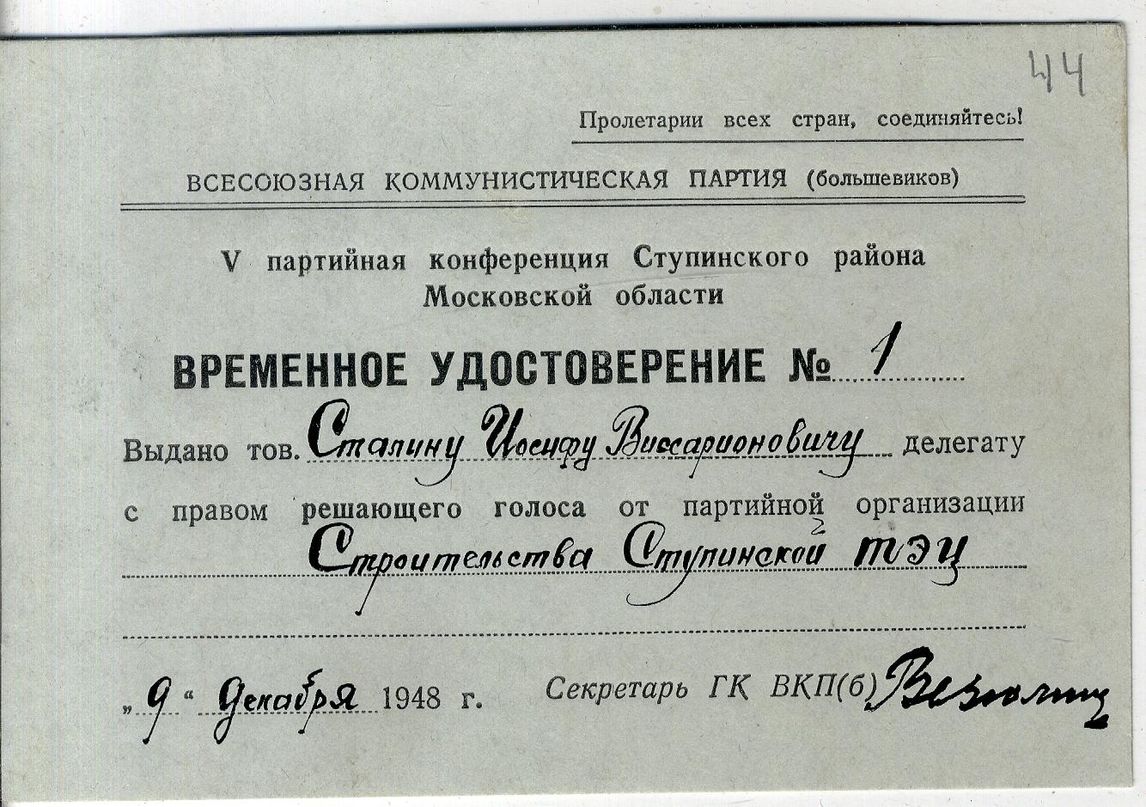 44
Пролетарии всех стран, соединяйтесь!
ВСЕСОЮЗНАЯ КОММУНИСТИЧЕСКАЯ ПАРТИЯ (большевиков)
V партийная конференция Ступинского района
Московской области
ВРЕМЕННОЕ УДОСТОВЕРЕНИЕ № 1
Выдано тов. Сталину Иосифу Виссарионовичу делегату
с правом решающего голоса от партийной организации
Строительства Ступинской ТЭЦ
„9“ Декабря 1948 г. Секретарь ГК ВКП(б)